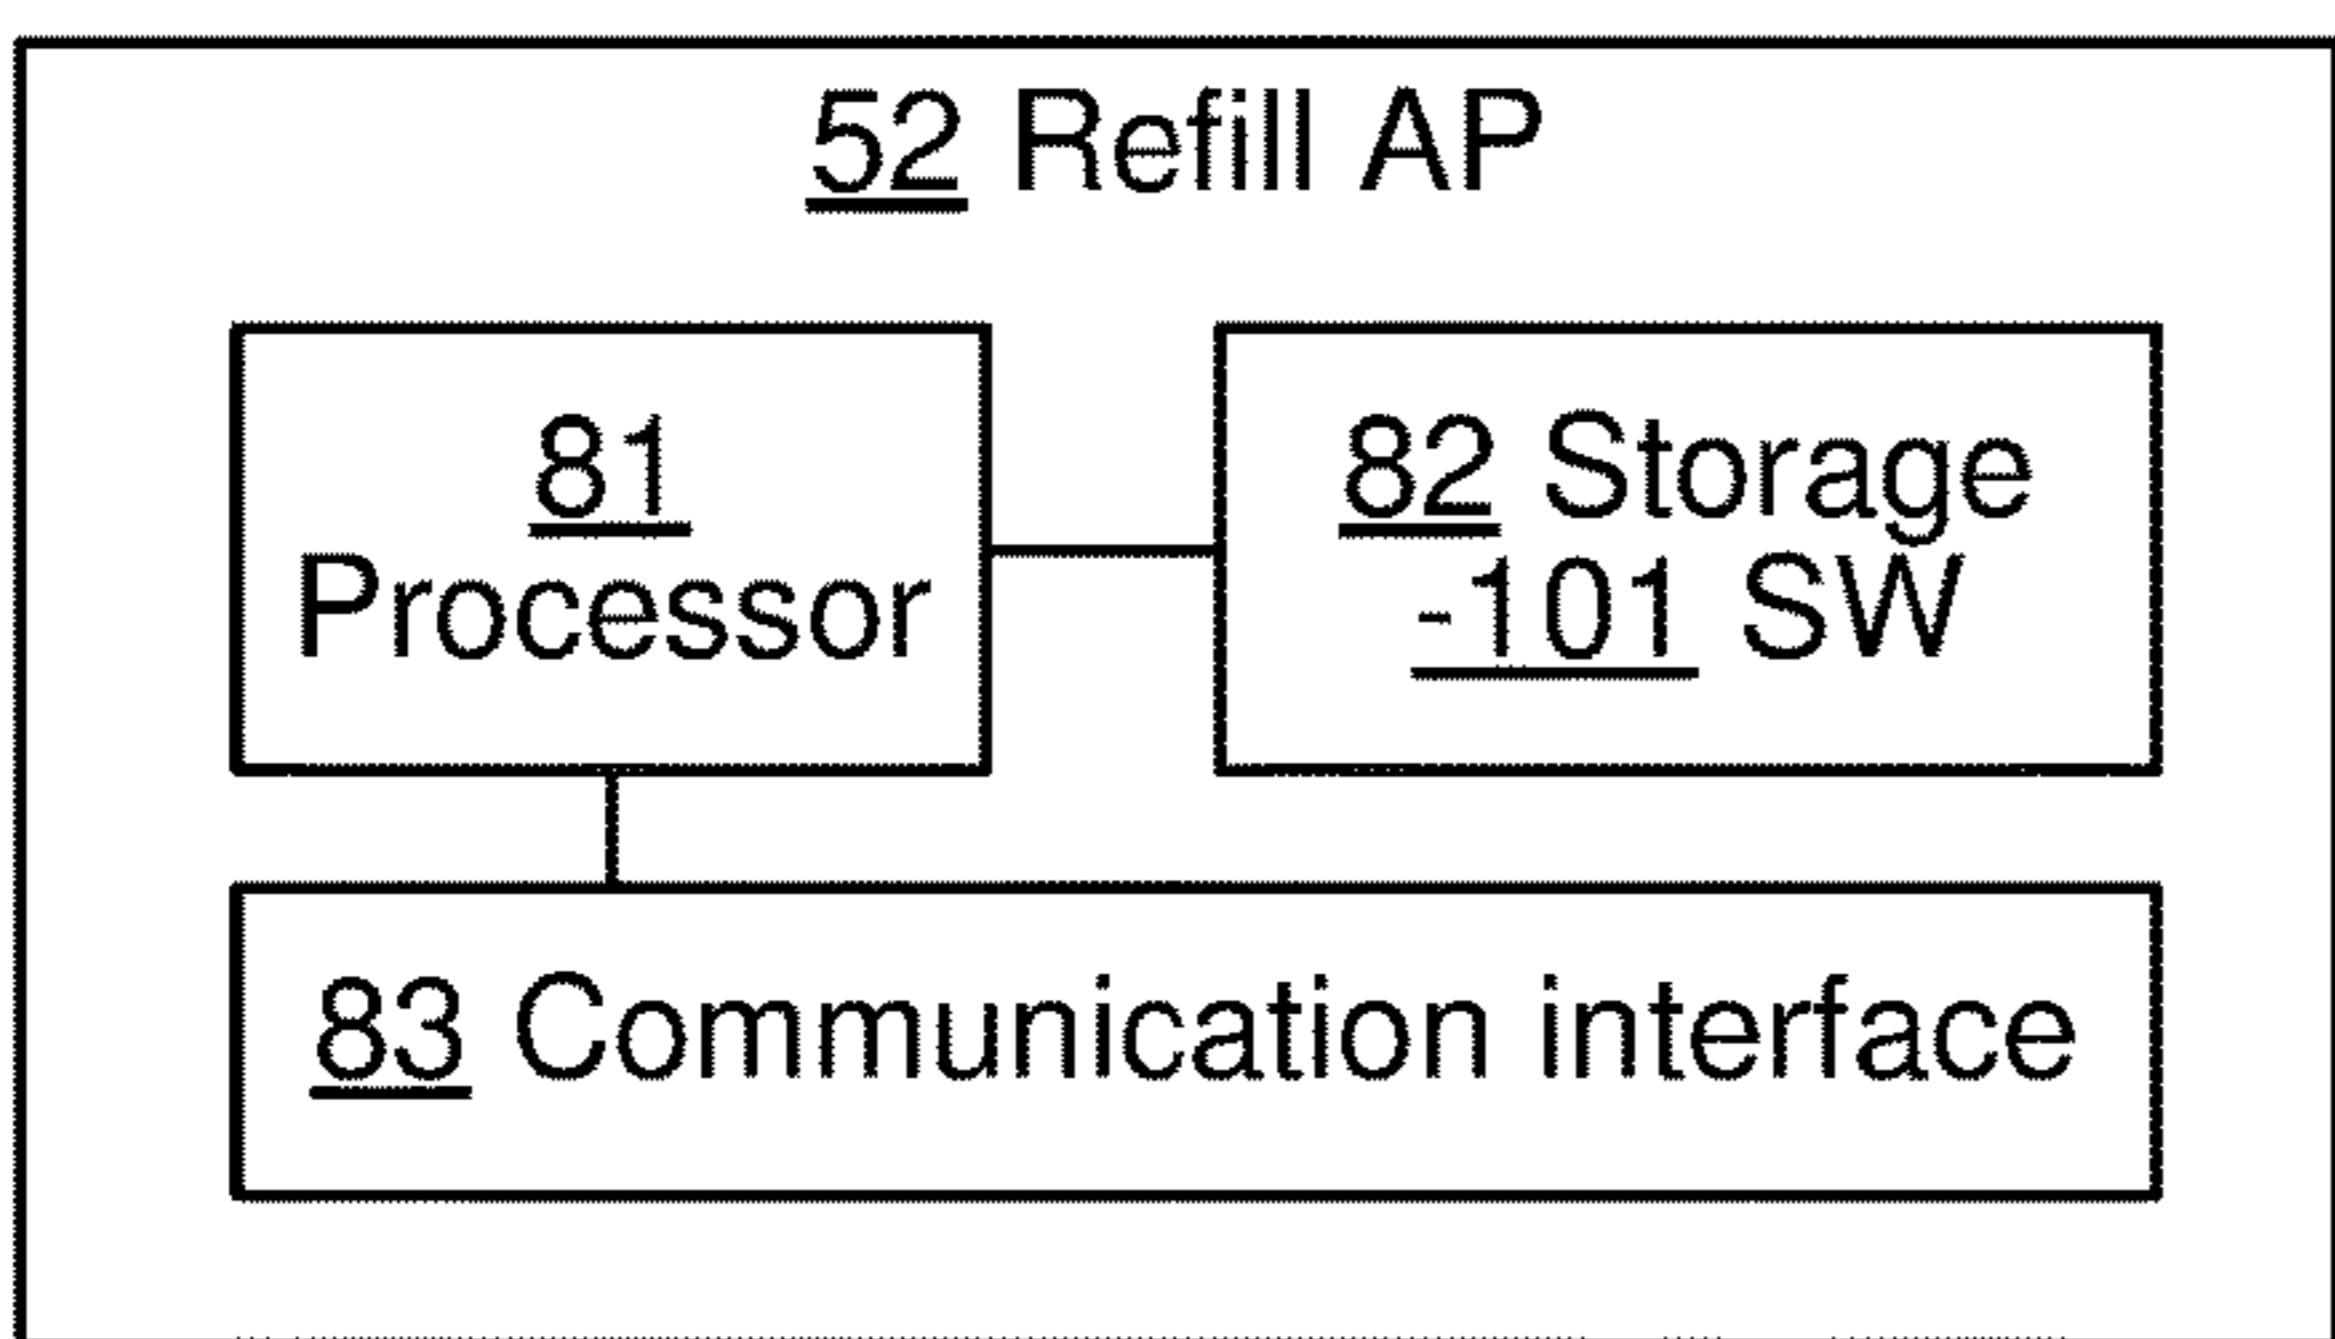 52 Refill AP
81
Processor
82 Storage
-101 SW
83 Communication interface